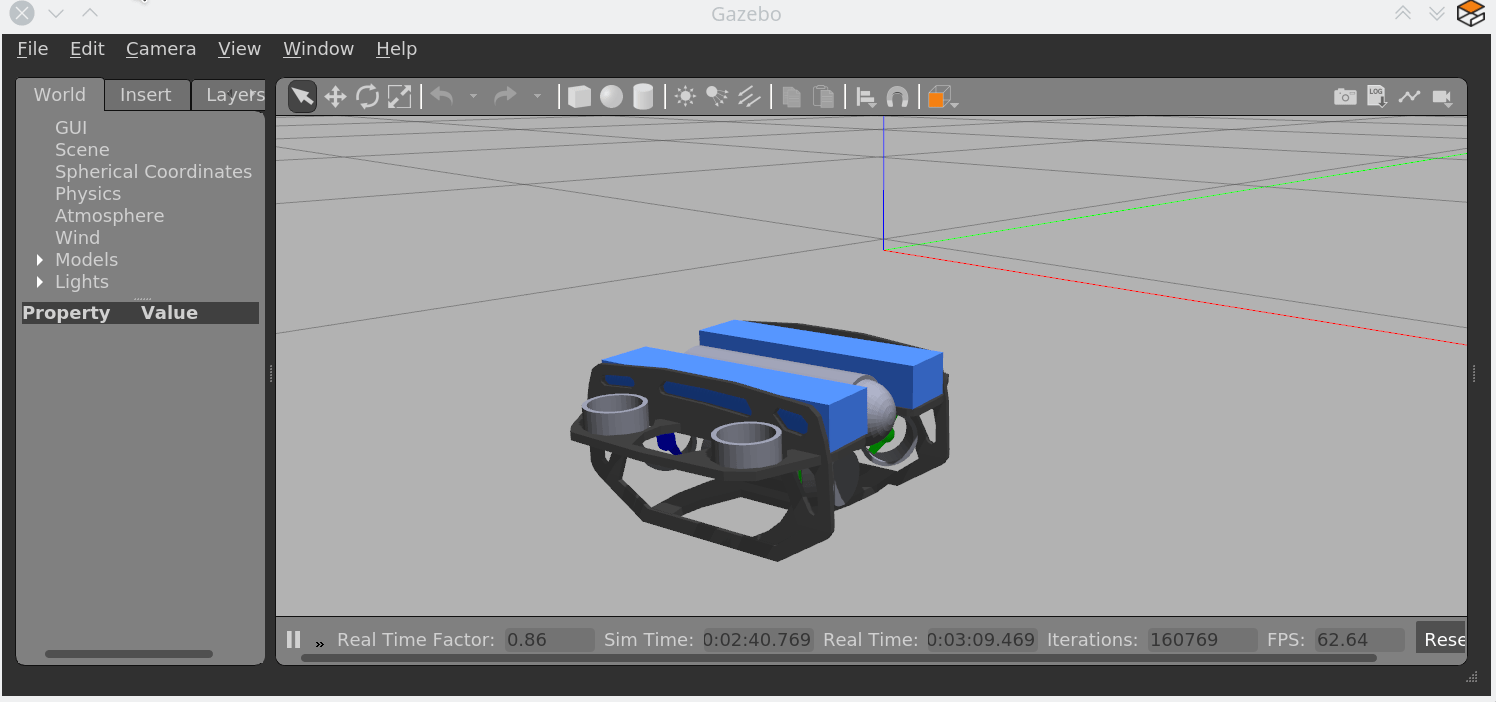 Gazebo
File Edit Camera View Window Help
World Insert Layers
LOG
GUI
Scene
Spherical Coordinates
Physics
Atmosphere
Wind
Models
Lights
Property Value
Real Time Factor: 0.86 Sim Time: 0:02:40.769 Real Time: 0:03:09.469 Iterations: 160769 FPS: 62.64 Rese